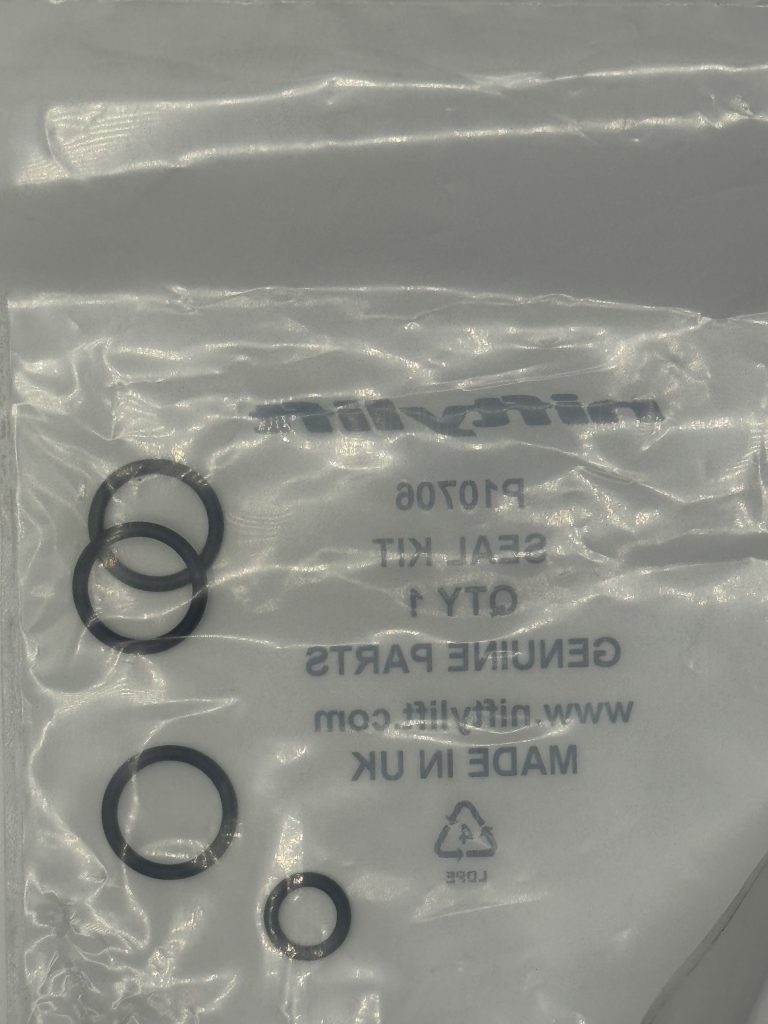 niftylift
P10706
SEAL KIT
QTY 1
GENUINE PARTS
www.niftylift.com
MADE IN UK
4
LDPE